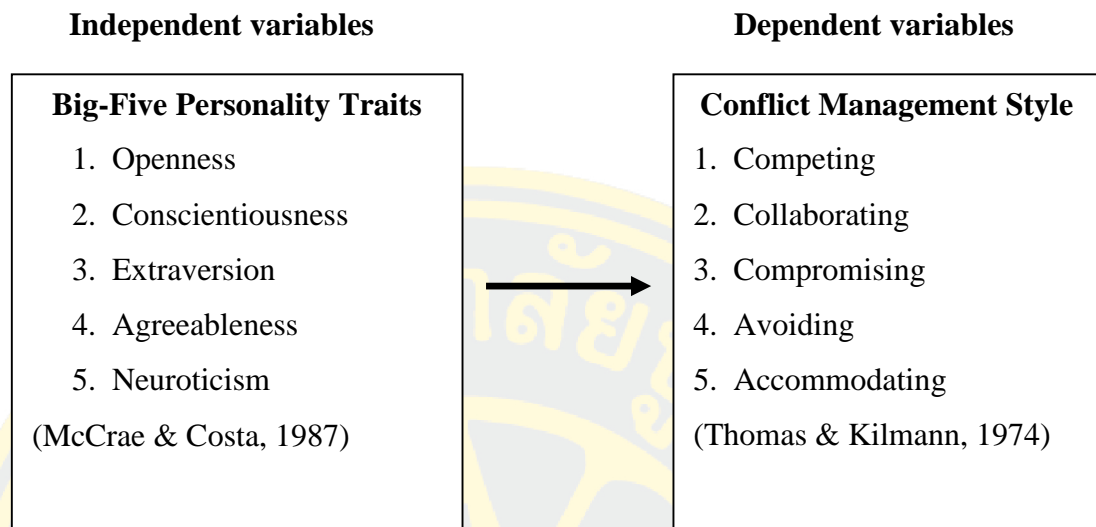 Independent variables
Dependent variables
Big-Five Personality Traits
1. Openness
2. Conscientiousness
3. Extraversion
4. Agreeableness
5. Neuroticism
(McCrae & Costa, 1987)
Conflict Management Style
1. Competing
2. Collaborating
3. Compromising
4. Avoiding
5. Accommodating
(Thomas & Kilmann, 1974)